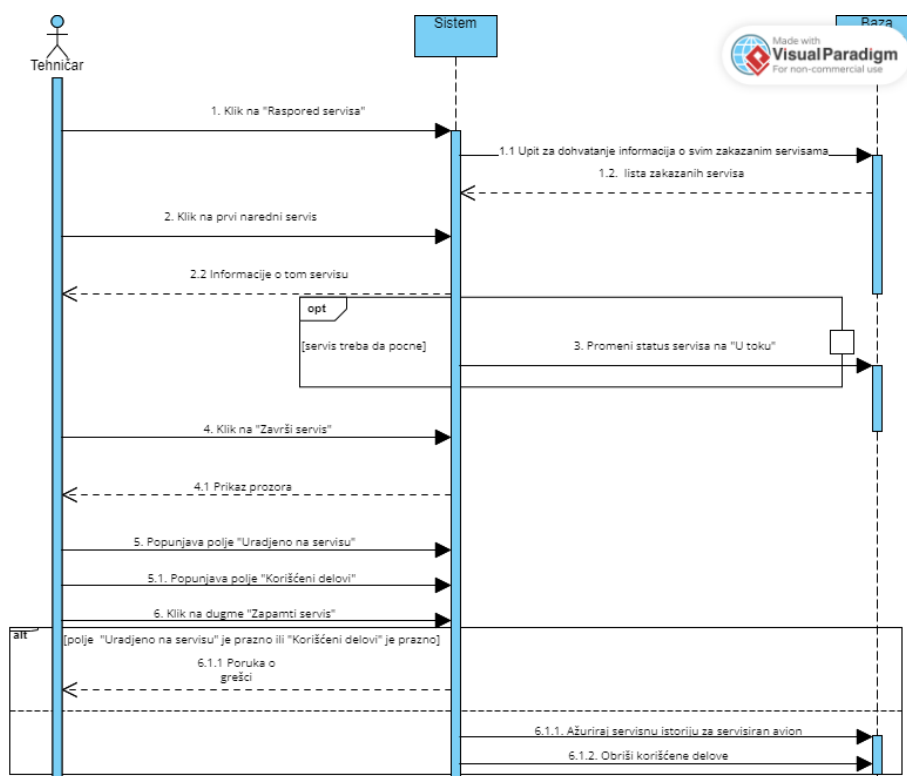 Sistem
Baza
Made with
VisualParadigm
For non-commercial use
Tehničar
1. Klik na "Raspored servisa"
1.1 Upit za dohvatanje informacija o svim zakazanim servisama
1.2. lista zakazanih servisa
2. Klik na prvi naredni servis
2.2 Informacije o tom servisu
opt
[servis treba da pocne]
3. Promeni status servisa na "U toku"
4. Klik na "Završi servis"
4.1 Prikaz prozora
5. Popunjava polje "Uradjeno na servisu"
5.1. Popunjava polje "Korišćeni delovi"
6. Klik na dugme "Zapamti servis"
alt
[polje "Uradjeno na servisu" je prazno ili "Korišćeni delovi" je prazno]
6.1.1 Poruka o
grešci
6.1.1. Ažuriraj servisnu istoriju za servisiran avion
6.1.2. Obriši korišćene delove